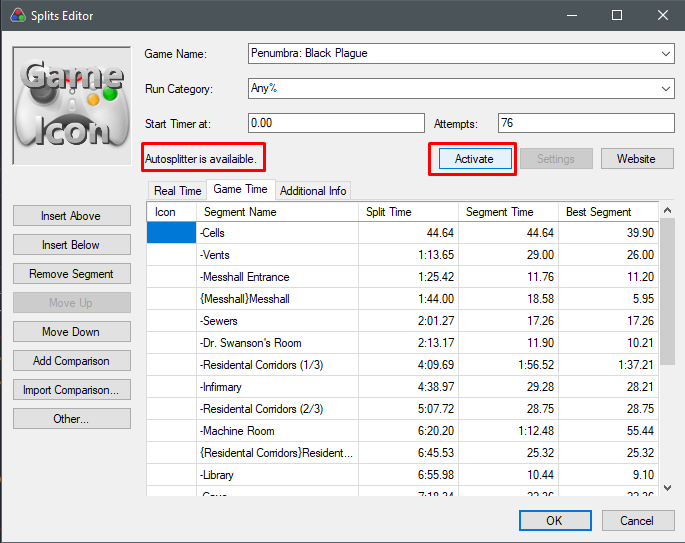 Splits Editor
Game Icon
Game Name: Penumbra: Black Plague
Run Category: Any%
Start Timer at: 0.00 Attempts: 76
Autosplitter is availaible.
Activate Settings Website
Real Time Game Time Additional Info
Insert Above
Insert Below
Remove Segment
Move Up
Move Down
Add Comparison
Import Comparison...
Other...
Icon Segment Name Split Time Segment Time Best Segment
-Cells 44.64 44.64 39.90
-Vents 1:13.65 29.00 26.00
-Messhall Entrance 1:25.42 11.76 11.20
{Messhall}Messhall 1:44.00 18.58 5.95
-Sewers 2:01.27 17.26 17.26
-Dr. Swanson's Room 2:13.17 11.90 10.21
-Residental Corridors (1/3) 4:09.69 1:56.52 1:37.21
-Infirmary 4:38.97 29.28 28.21
-Residental Corridors (2/3) 5:07.72 28.75 28.75
-Machine Room 6:20.20 1:12.48 55.44
{Residental Corridors}Resident... 6:45.53 25.32 25.32
-Library 6:55.98 10.44 9.10
OK Cancel